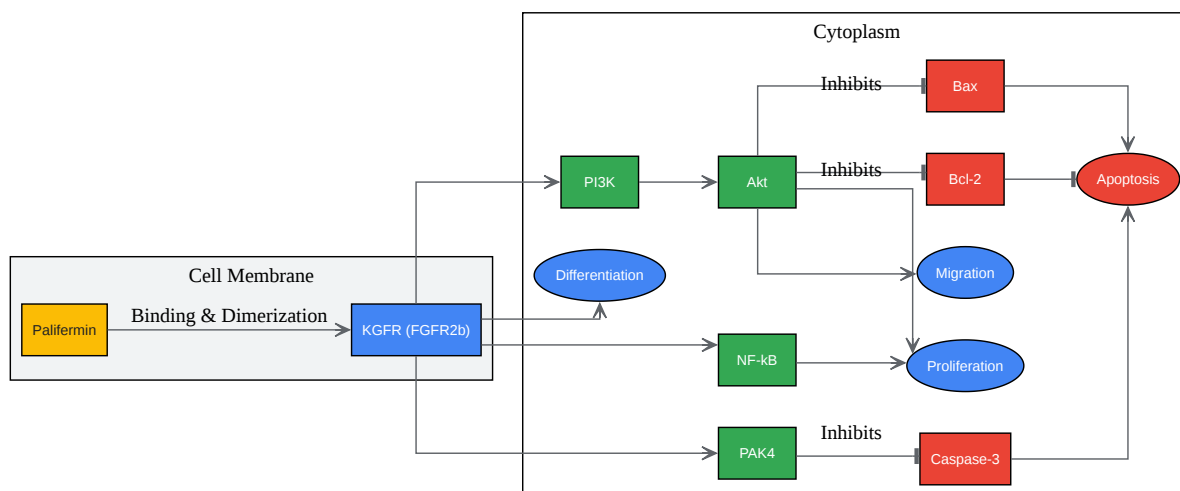 Cytoplasm
Inhibits
Bax
PI3K
Akt
Inhibits
Bcl-2
Apoptosis
Cell Membrane
Differentiation
Migration
Palifermin
Binding & Dimerization
KGFR (FGFR2b)
NF-kB
Proliferation
PAK4
Inhibits
Caspase-3